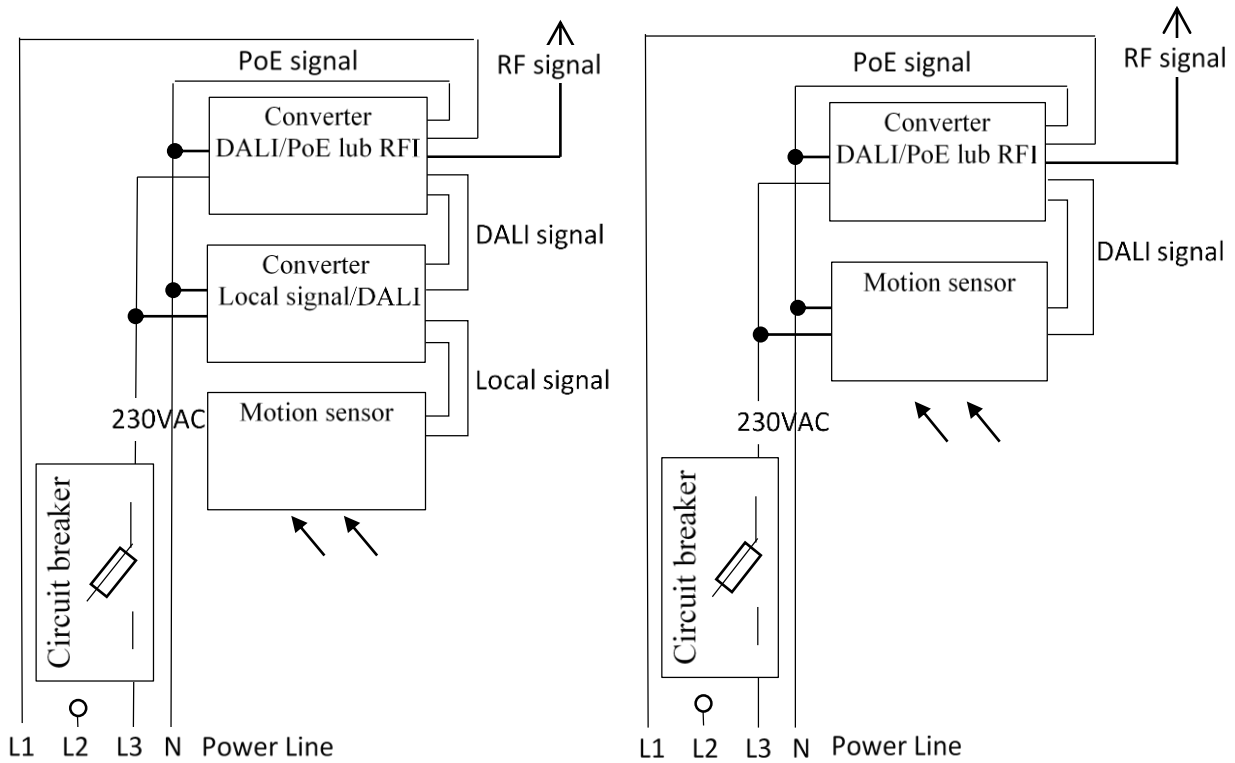 PoE signal
RF signal
Converter
DALI/PoE lub RFI
DALI signal
Converter
Local signal/DALI
Local signal
230VAC
Motion sensor
Circuit breaker
L1 L2 L3 N Power Line
PoE signal
RF signal
Converter
DALI/PoE lub RFI
DALI signal
Motion sensor
230VAC
Circuit breaker
L1 L2 L3 N Power Line